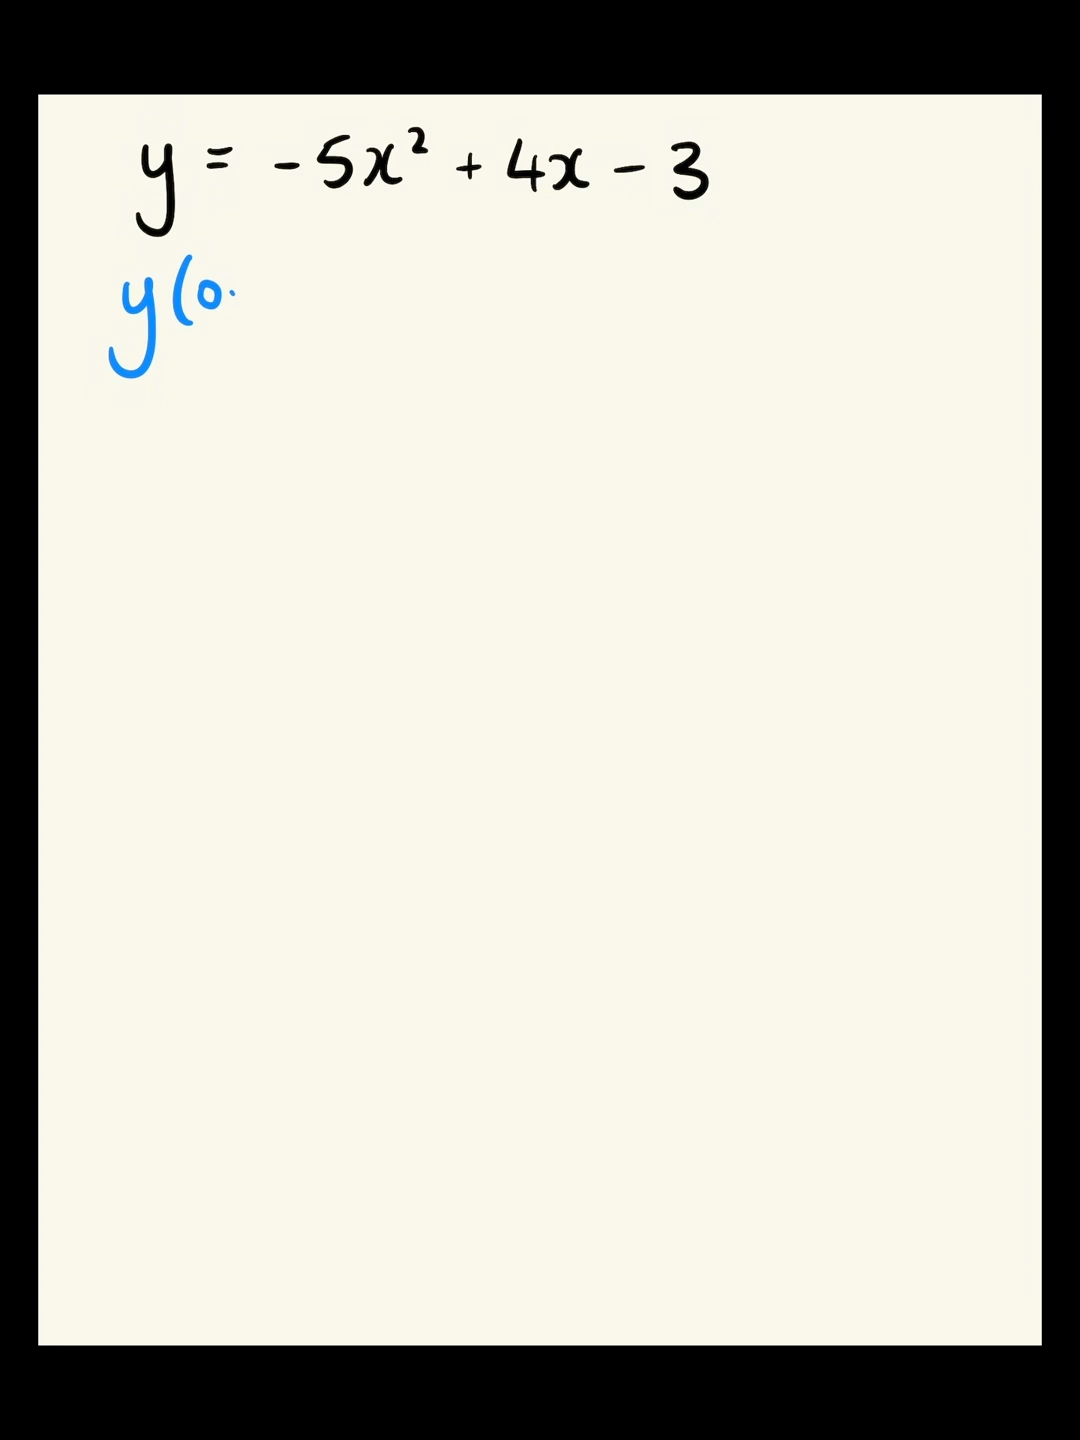 y = -5x² + 4x - 3
y(0.